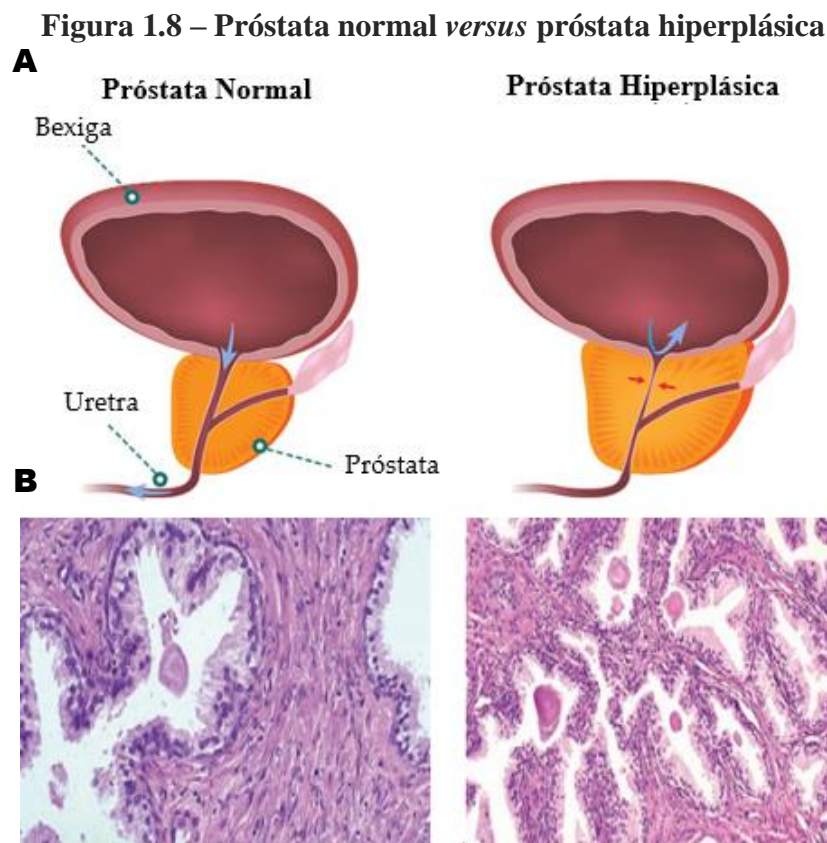 Figura 1.8 – Próstata normal versus próstata hiperplásica
A
Próstata Normal
Próstata Hiperplásica
Bexiga
Uretra
Próstata
B